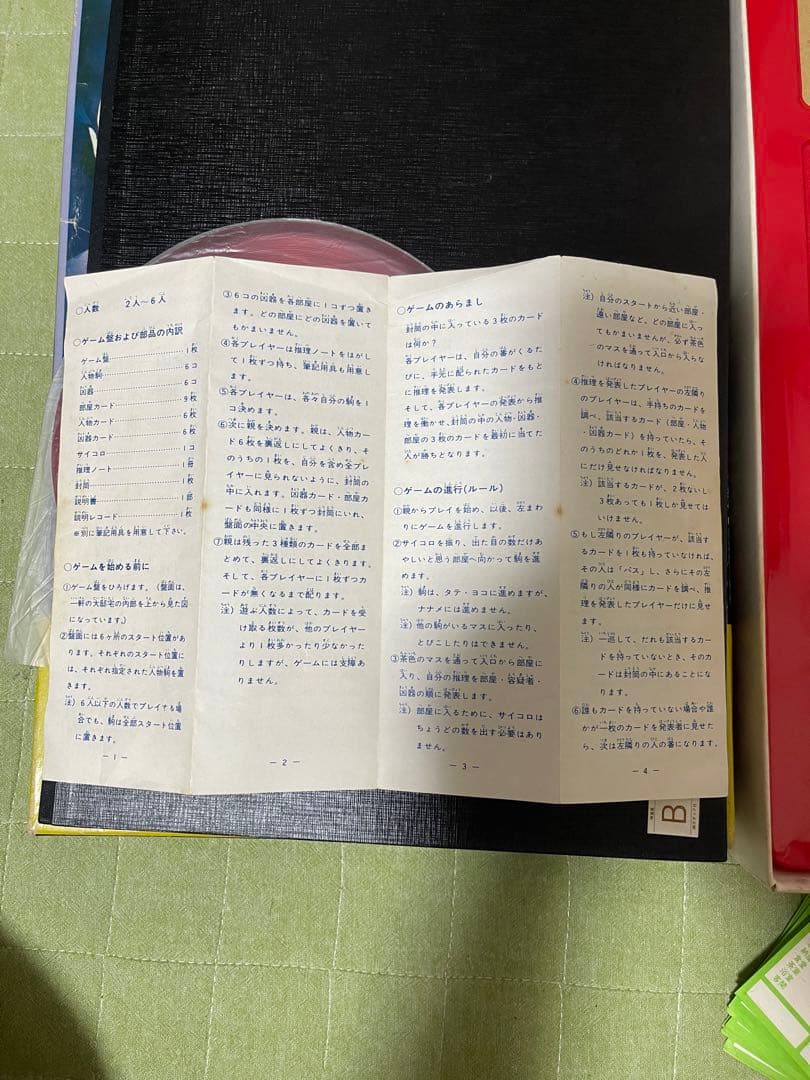 ○人数 2人〜6人
○ゲーム盤および部品の内訳
ゲーム盤……1枚
人物駒……6コ
凶器……6コ
部屋カード……9枚
人物カード……6枚
凶器カード……6枚
サイコロ……1コ
推理ノート……1冊
封筒……1枚
説明書……1部
説明レコード……1枚
※別に筆記用具を用意して下さい。
○ゲームを始める前に
①ゲーム盤をひろげます。(盤面は、
一軒の大邸宅の内部を上から見た図
になっています。)
②盤面には6ケ所のスタート位置があ
ります。それぞれのスタート位置に
は、それぞれ指定された人物駒を置
きます。
注) 6人以下の人数でプレイする場
合でも、駒は全部スタート位置
に置きます。
— 1 —
③6コの凶器を各部屋に1コずつ置き
ます。どの部屋にどの凶器を置いて
もかまいません。
④各プレイヤーは推理ノートをはがし
て1枚ずつ持ち、筆記用具も用意し
ます。
⑤各プレイヤーは、各々自分の駒を1
コ決めます。
⑥次に親を決めます。親は、人物カー
ド6枚を裏返しにしてよくきり、そ
のうちの1枚を、自分を含め全プレ
イヤーに見られないように、封筒の
中に入れます。凶器カード・部屋カ
ードも同様に1枚ずつ封筒にいれ、
盤面の中央に置きます。
⑦親は残った3種類のカードを全部ま
とめて、裏返しにしてよくきります。
そして、各プレイヤーに1枚ずつカ
ードが無くなるまで配ります。
注) 遊ぶ人数によって、カードを受
け取る枚数が、他のプレイヤー
より1枚多かったり少なかった
りしますが、ゲームには支障あ
りません。
— 2 —
○ゲームのあらまし
封筒の中に入っている3枚のカード
は何か?
各プレイヤーは、自分の番がくるた
びに、手元に配られたカードをもと
に推理を発表します。
そして、各プレイヤーの発表から推
理を働かせ、封筒の中の人物・凶器・
部屋の3枚のカードを最初に当てた
人が勝ちとなります。
○ゲームの進行(ルール)
①親からプレイを始め、以後、左まわ
りにゲームを進行します。
②サイコロを振り、出た目の数だけあ
やしいと思う部屋へ向かって駒を進
めます。
注) 駒は、タテ・ヨコに進めますが、
ナナメには進めません。
注) 他の駒がいるマスに入ったり、
とびこしたりはできません。
③茶色のマスを通って入口から部屋に
入り、自分の推理を部屋・容疑者・
凶器の順に発表します。
注) 部屋に入るために、サイコロは
ちょうどの数を出す必要はあり
ません。
— 3 —
注) 自分のスタートから近い部屋・
遠い部屋など、どの部屋に入っ
てもかまいませんが、必ず茶色
のマスを通って入口から入らな
ければなりません。
④推理を発表したプレイヤーの左隣り
のプレイヤーは、手持ちのカードを
調べ、該当するカード(部屋・人物
・凶器カード)を持っていたら、そ
のうちのどれか1枚を、発表した人
にだけ見せなければなりません。
注) 該当するカードが、2枚ないし
3枚あっても1枚しか見せては
いけません。
⑤もし左隣りのプレイヤーが、該当す
るカードを1枚も持っていなければ、
その人は「パス」し、さらにその左
隣りの人が同様にカードを調べ、推
理を発表したプレイヤーだけに見せ
ます。
注) 一巡して、だれも該当するカー
ドを持っていないとき、そのカ
ードは封筒の中にあることにな
ります。
⑥誰もカードを持っていない場合や誰
かが一枚のカードを発表者に見せた
ら、次は左隣りの人の番になります。
— 4 —
B